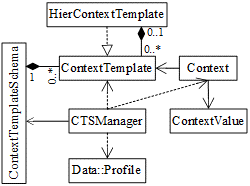 HierContextTemplate
0..1
0..*
ContextTemplateSchema
1
0..*
ContextTemplate
Context
CTSManager
ContextValue
Data::Profile